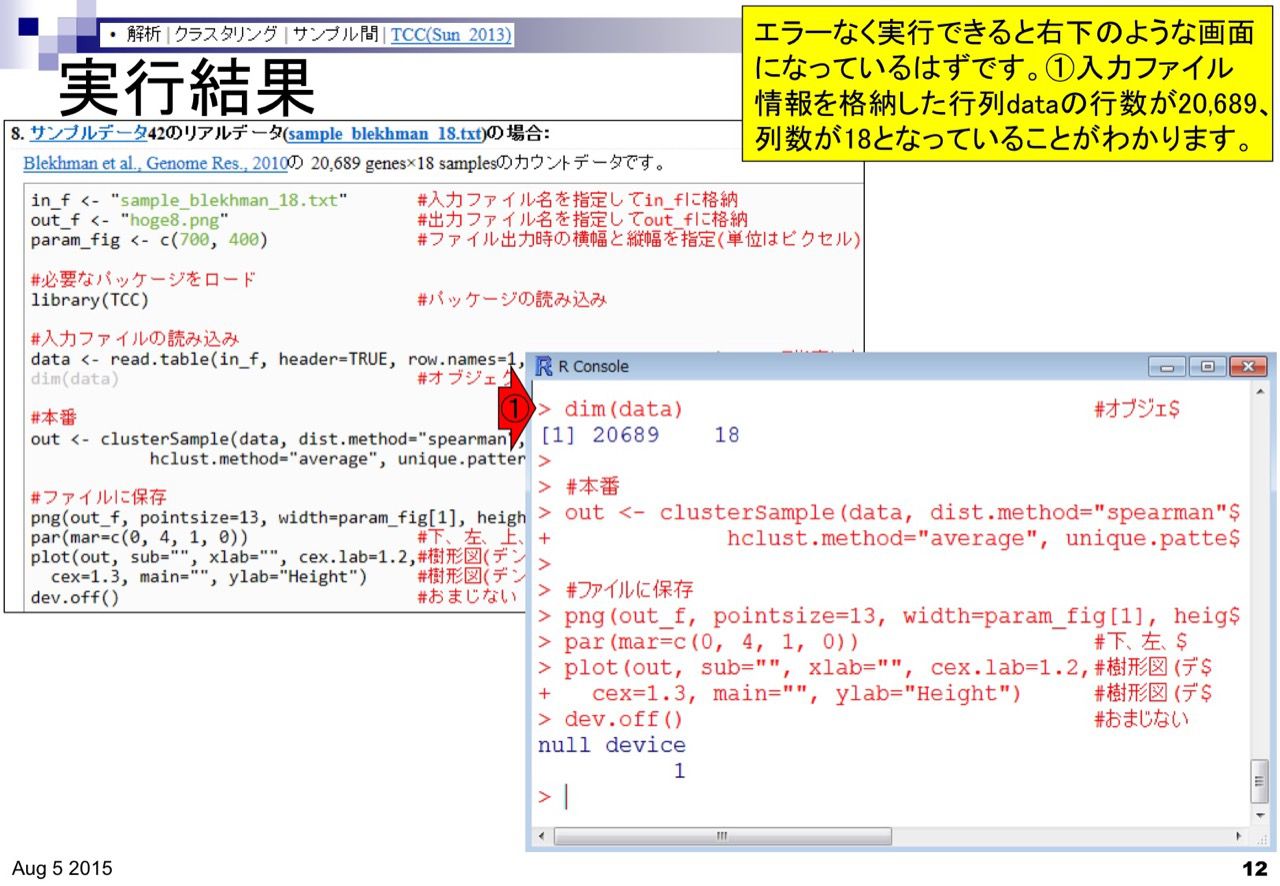 • 解析 | クラスタリング | サンプル間 | TCC(Sun_2013)
実行結果
エラーなく実行できると右下のような画面
になっているはずです。①入力ファイル
情報を格納した行列dataの行数が20,689、
列数が18となっていることがわかります。
8. サンプルデータ42のリアルデータ(sample_blekhman_18.txt)の場合:
Blekhman et al., Genome Res., 2010の 20,689 genes×18 samplesのカウントデータです。
in_f <- "sample_blekhman_18.txt" #入力ファイル名を指定してin_fに格納
out_f <- "hoge8.png" #出力ファイル名を指定してout_fに格納
param_fig <- c(700, 400) #ファイル出力時の横幅と縦幅を指定(単位はピクセル)
#必要なパッケージをロード
library(TCC) #パッケージの読み込み
#入力ファイルの読み込み
data <- read.table(in_f, header=TRUE, row.names=1,
dim(data) #オブジェク
#本番
out <- clusterSample(data, dist.method="spearman",
hclust.method="average", unique.patter
#ファイルに保存
png(out_f, pointsize=13, width=param_fig[1], heigh
par(mar=c(0, 4, 1, 0)) #下、左、上、
plot(out, sub="", xlab="", cex.lab=1.2,#樹形図(デン
cex=1.3, main="", ylab="Height") #樹形図(デン
dev.off() #おまじない
R Console
①
> dim(data) #オブジェ$
[1] 20689 18
>
> #本番
> out <- clusterSample(data, dist.method="spearman"$
+ hclust.method="average", unique.patte$
>
> #ファイルに保存
> png(out_f, pointsize=13, width=param_fig[1], heig$
> par(mar=c(0, 4, 1, 0)) #下、左、$
> plot(out, sub="", xlab="", cex.lab=1.2,#樹形図(デ$
+ cex=1.3, main="", ylab="Height") #樹形図(デ$
> dev.off() #おまじない
null device
1
>
Aug 5 2015
12